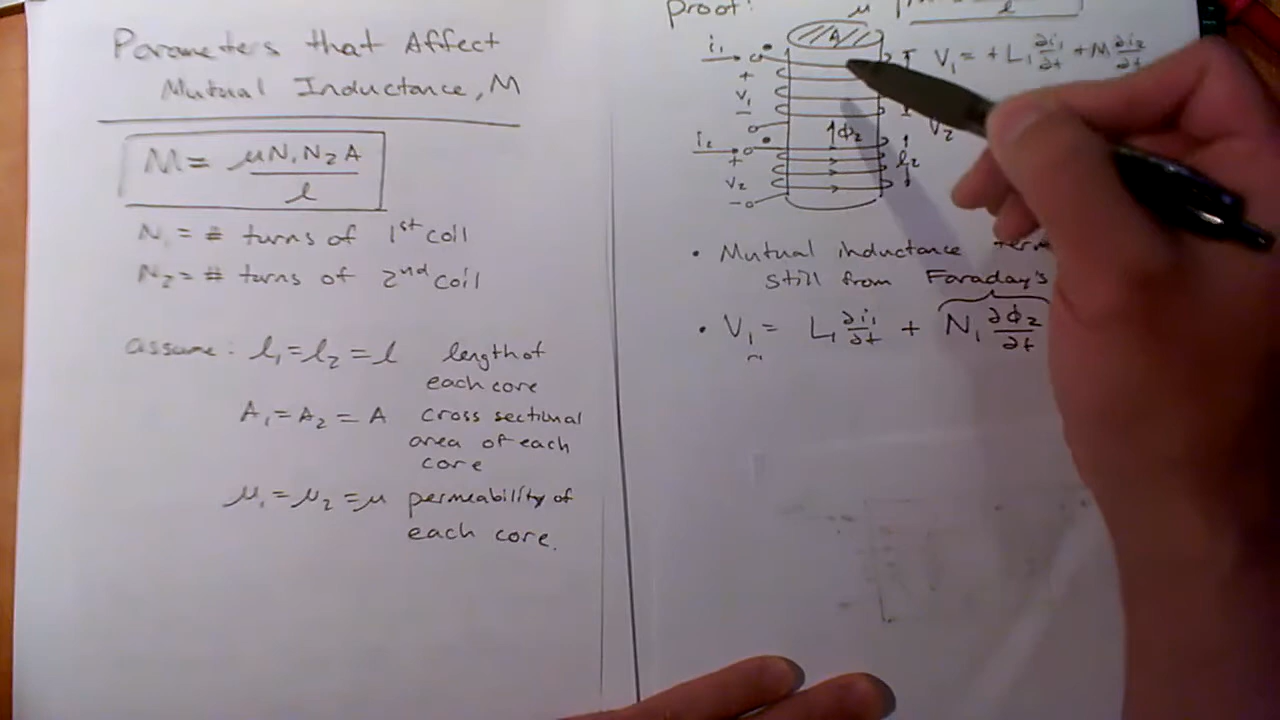 Parameters that Affect
Mutual Inductance, M
M = μN₁N₂A / l
N₁ = # turns of 1st coil
N₂ = # turns of 2nd coil
assume: l₁ = l₂ = l length of
each core
A₁ = A₂ = A cross sectional
area of each
core
μ₁ = μ₂ = μ permeability of
each core.
Proof:
μ
l
A
i₁
+
V₁
−
i₂
+
V₂
−
ϕ₂
l₂
V₁ = +L₁ ∂i₁/∂t + M ∂i₂/∂t
V₂
• Mutual inductance
still from Faraday's
• V₁ = L₁ ∂i₁/∂t + N₁ ∂ϕ₂/∂t